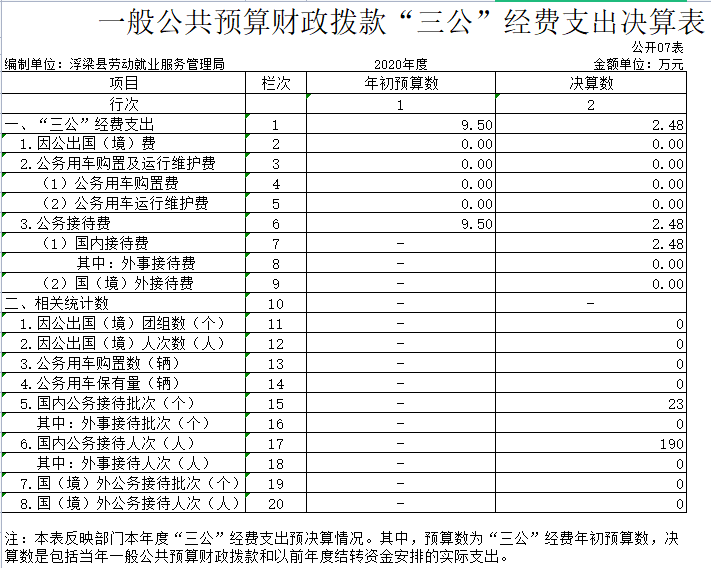 一般公共预算财政拨款“三公”经费支出决算表
公开07表
编制单位：浮梁县劳动就业服务管理局 2020年度 金额单位：万元
项目 栏次 年初预算数 决算数
行次 1 2
一、“三公”经费支出 1 9.50 2.48
1.因公出国（境）费 2 0.00 0.00
2.公务用车购置及运行维护费 3 0.00 0.00
（1）公务用车购置费 4 0.00 0.00
（2）公务用车运行维护费 5 0.00 0.00
3.公务接待费 6 9.50 2.48
（1）国内接待费 7 - 2.48
其中：外事接待费 8 - 0.00
（2）国（境）外接待费 9 - 0.00
二、相关统计数 10 - -
1.因公出国（境）团组数（个） 11 - 0
2.因公出国（境）人次数（人） 12 - 0
3.公务用车购置数（辆） 13 - 0
4.公务用车保有量（辆） 14 - 0
5.国内公务接待批次（个） 15 - 23
其中：外事接待批次（个） 16 - 0
6.国内公务接待人次（人） 17 - 190
其中：外事接待人次（人） 18 - 0
7.国（境）外公务接待批次（个） 19 - 0
8.国（境）外公务接待人次（人） 20 - 0
注：本表反映部门本年度“三公”经费支出预决算情况。其中，预算数为“三公”经费年初预算数，决
算数是包括当年一般公共预算财政拨款和以前年度结转资金安排的实际支出。